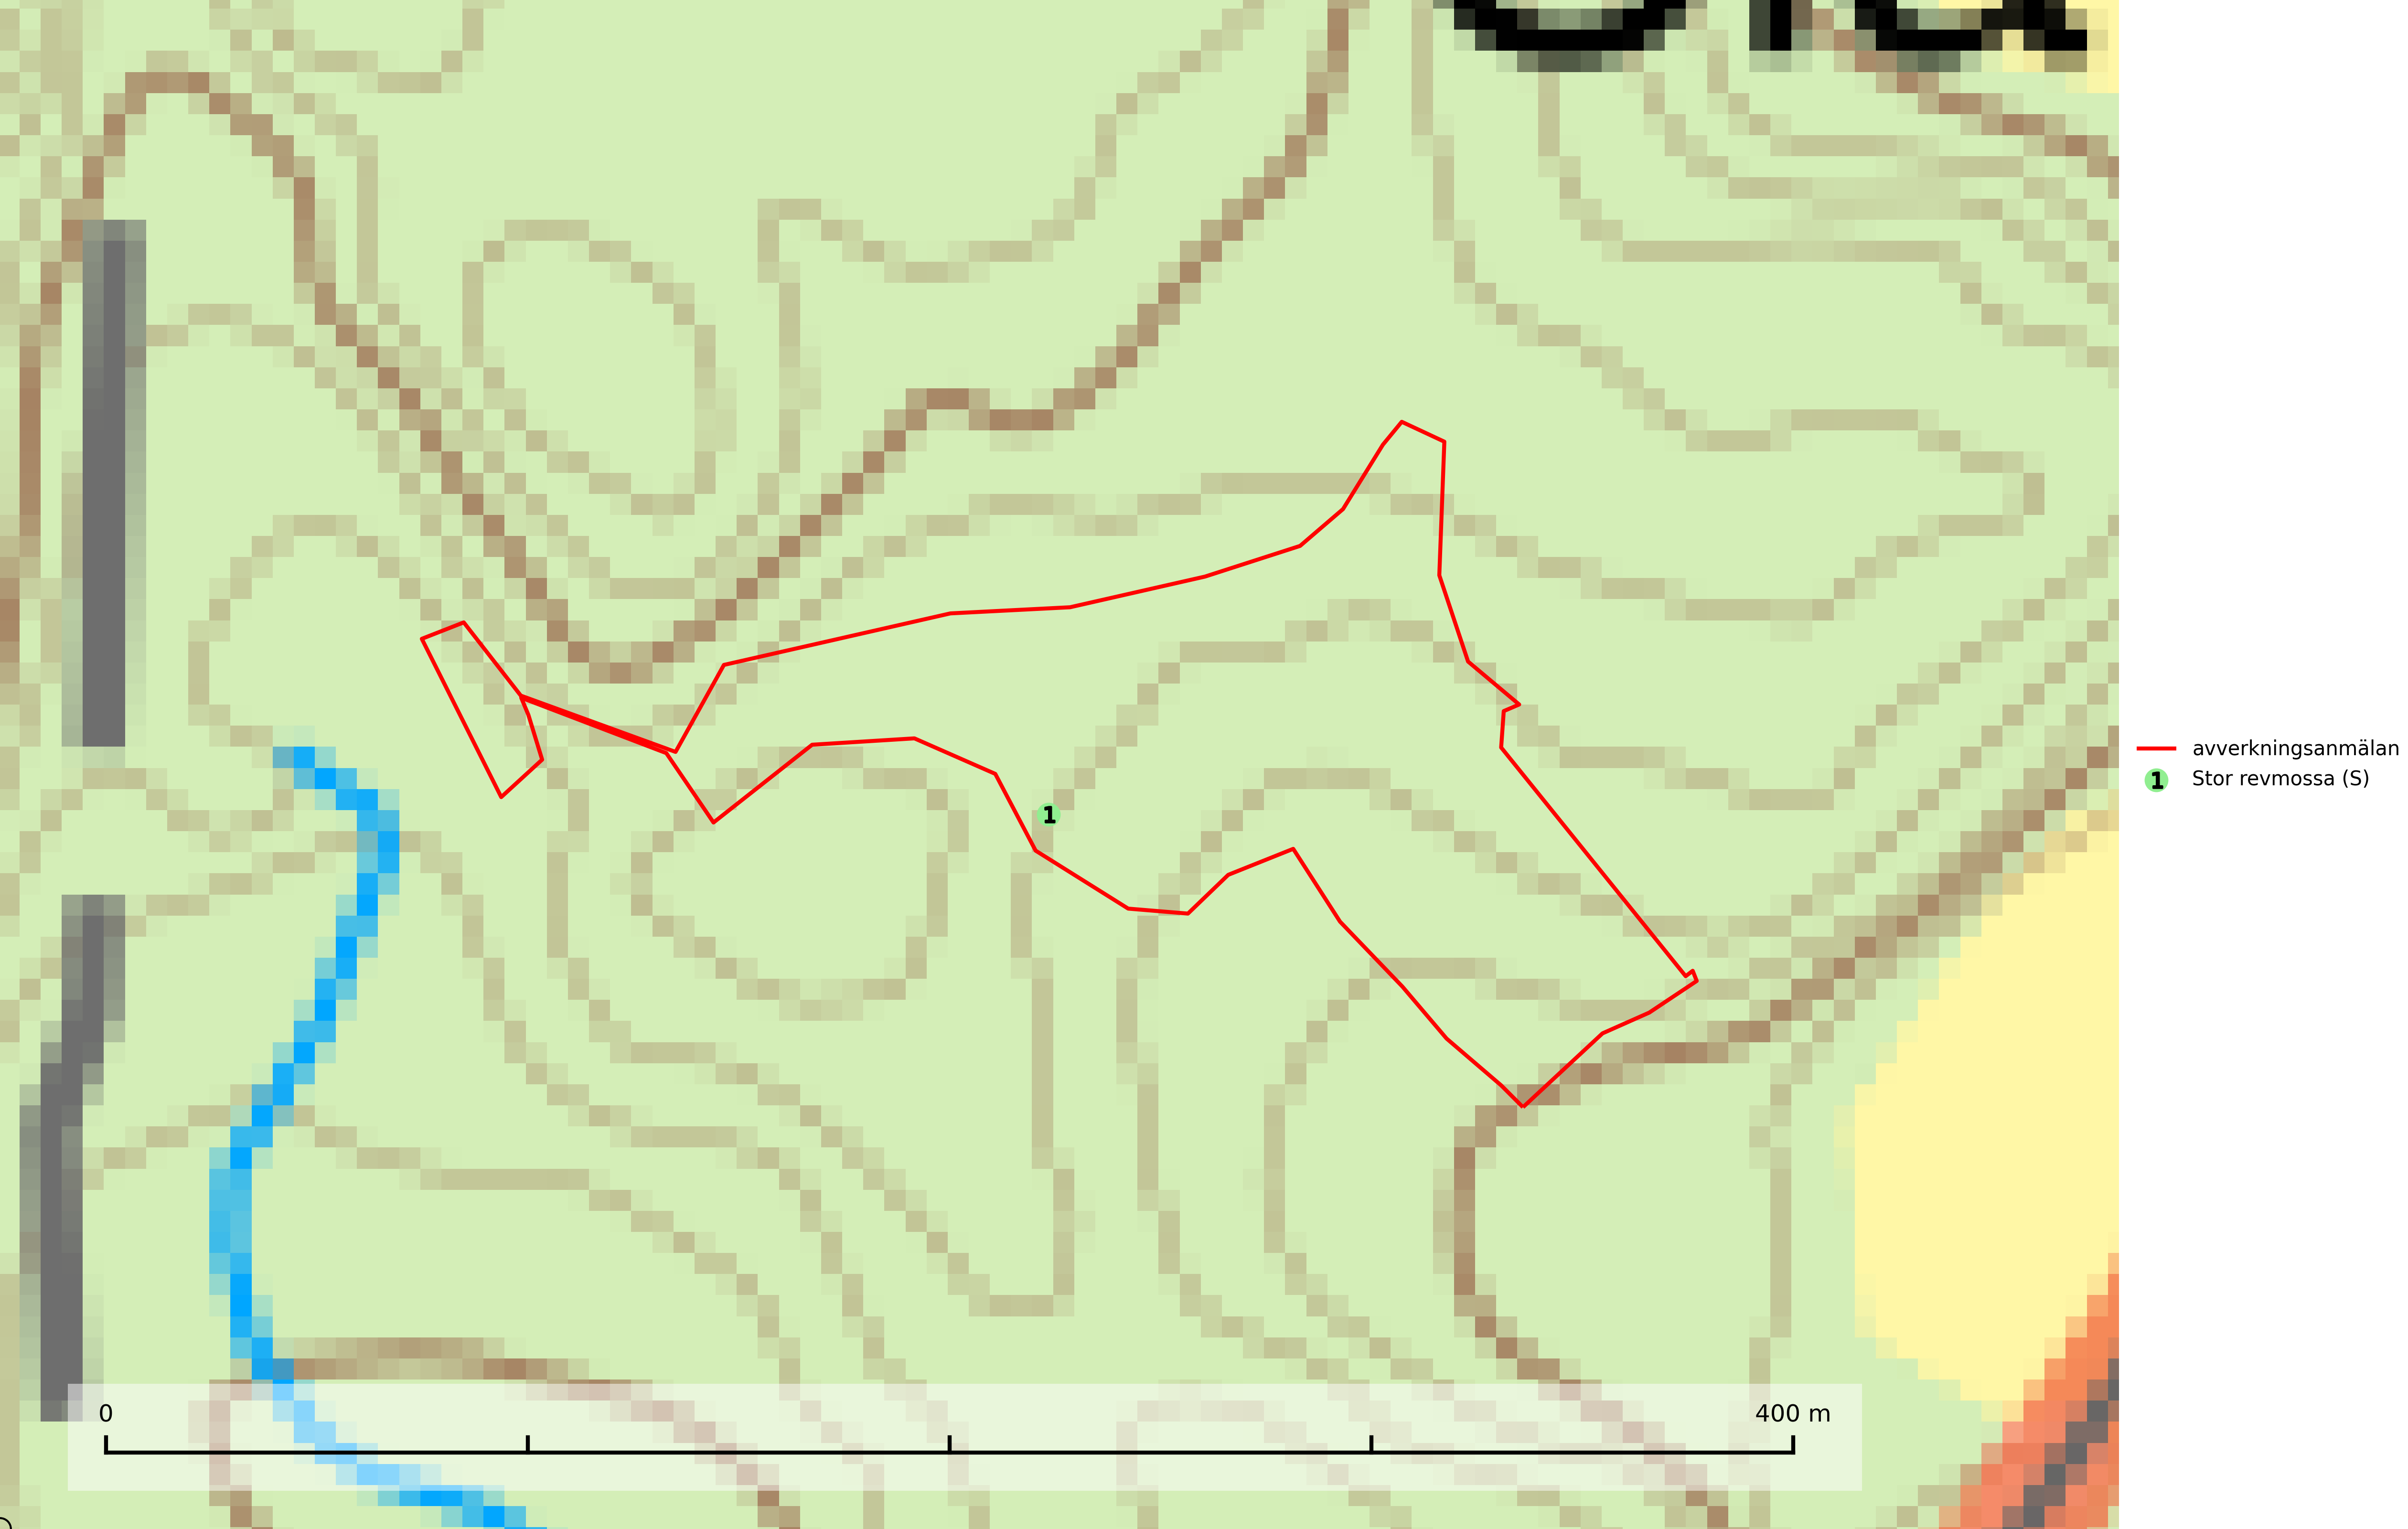 avverkningsanmälan
1
1 Stor revmossa (S)
0 400 m